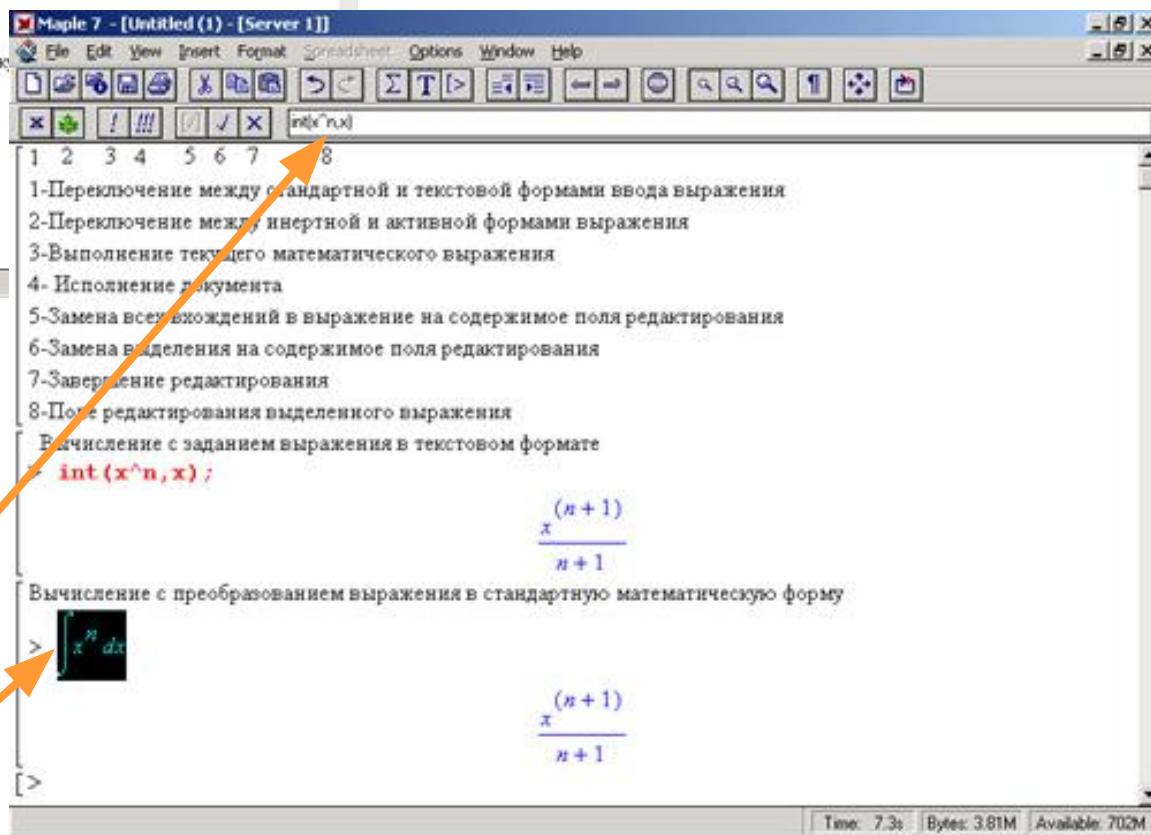 Maple 7 - [Untitled (1) - [Server 1]]
File Edit View Insert Format Spreadsheet Options Window Help
Σ T [>
! !!! int(x^n,x)
1 2 3 4 5 6 7 8
1-Переключение между стандартной и текстовой формами ввода выражения
2-Переключение между инертной и активной формами выражения
3-Выполнение текущего математического выражения
4- Исполнение документа
5-Замена всех вхождений в выражение на содержимое поля редактирования
6-Замена выделения на содержимое поля редактирования
7-Завершение редактирования
8-Поле редактирования выделенного выражения
Вычисление с заданием выражения в текстовом формате
> int(x^n,x);
x^(n + 1)
n + 1
Вычисление с преобразованием выражения в стандартную математическую форму
> ∫x^n dx
x^(n + 1)
n + 1
[>
Time: 7.3s Bytes: 3.81M Available: 702M